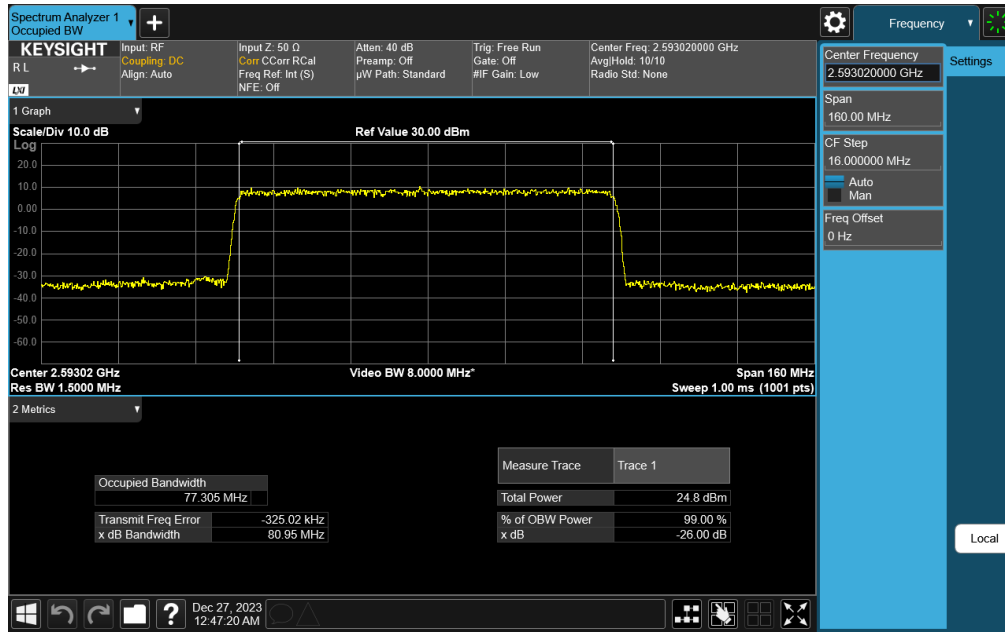 Spectrum Analyzer 1
Occupied BW
Frequency
KEYSIGHT
R L
LXI
Input: RF
Coupling: DC
Align: Auto
Input Z: 50 Ω
Corr CCorr RCal
Freq Ref: Int (S)
NFE: Off
Atten: 40 dB
Preamp: Off
µW Path: Standard
Trig: Free Run
Gate: Off
#IF Gain: Low
Center Freq: 2.593020000 GHz
Avg|Hold: 10/10
Radio Std: None
Center Frequency
2.593020000 GHz
Settings
Span
160.00 MHz
CF Step
16.000000 MHz
Auto
Man
Freq Offset
0 Hz
Local
1 Graph
Scale/Div 10.0 dB
Ref Value 30.00 dBm
Log
20.0
10.0
0.00
-10.0
-20.0
-30.0
-40.0
-50.0
-60.0
Center 2.59302 GHz
Video BW 8.0000 MHz*
Span 160 MHz
Res BW 1.5000 MHz
Sweep 1.00 ms (1001 pts)
2 Metrics
Occupied Bandwidth
77.305 MHz
Transmit Freq Error -325.02 kHz
x dB Bandwidth 80.95 MHz
Measure Trace Trace 1
Total Power 24.8 dBm
% of OBW Power 99.00 %
x dB -26.00 dB
Dec 27, 2023
12:47:20 AM